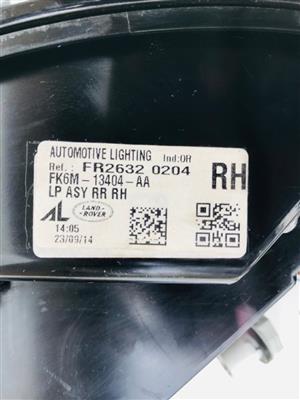 AUTOMOTIVE LIGHTING Ind:OR
Ref.: FR2632 0204
FK6M-13404-AA
LP ASY RR RH
RH
AL LAND-ROVER
14:05
23/09/14